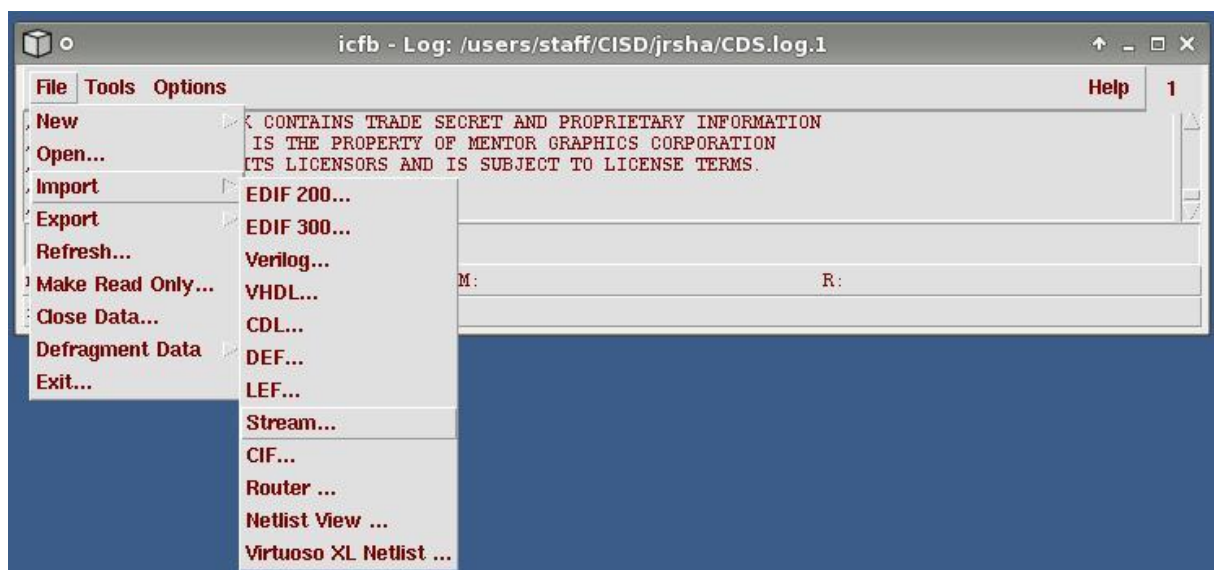 icfb - Log: /users/staff/CISD/jrsha/CDS.log.1
File Tools Options Help 1
CONTAINS TRADE SECRET AND PROPRIETARY INFORMATION
IS THE PROPERTY OF MENTOR GRAPHICS CORPORATION
ITS LICENSORS AND IS SUBJECT TO LICENSE TERMS.
M: R:
New
Open...
Import
Export
Refresh...
Make Read Only...
Close Data...
Defragment Data
Exit...
EDIF 200...
EDIF 300...
Verilog...
VHDL...
CDL...
DEF...
LEF...
Stream...
CIF...
Router ...
Netlist View ...
Virtuoso XL Netlist ...